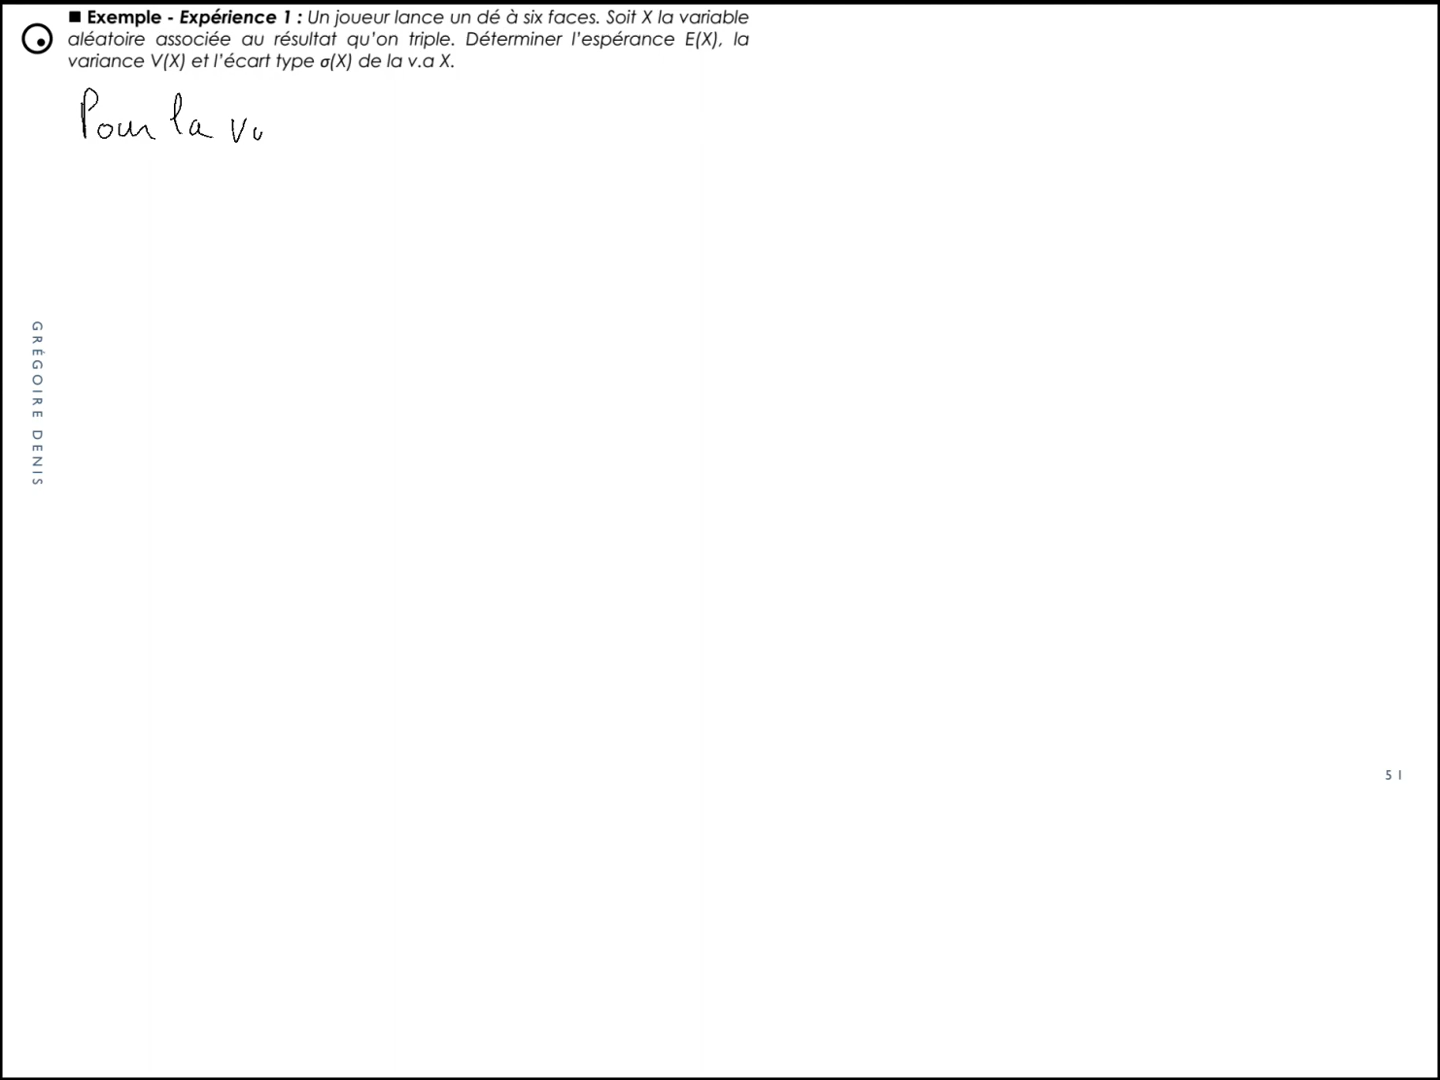 ■ Exemple - Expérience 1 : Un joueur lance un dé à six faces. Soit X la variable
aléatoire associée au résultat qu'on triple. Déterminer l'espérance E(X), la
variance V(X) et l'écart type σ(X) de la v.a X.
Pour la
GRÉGOIRE DENIS
51